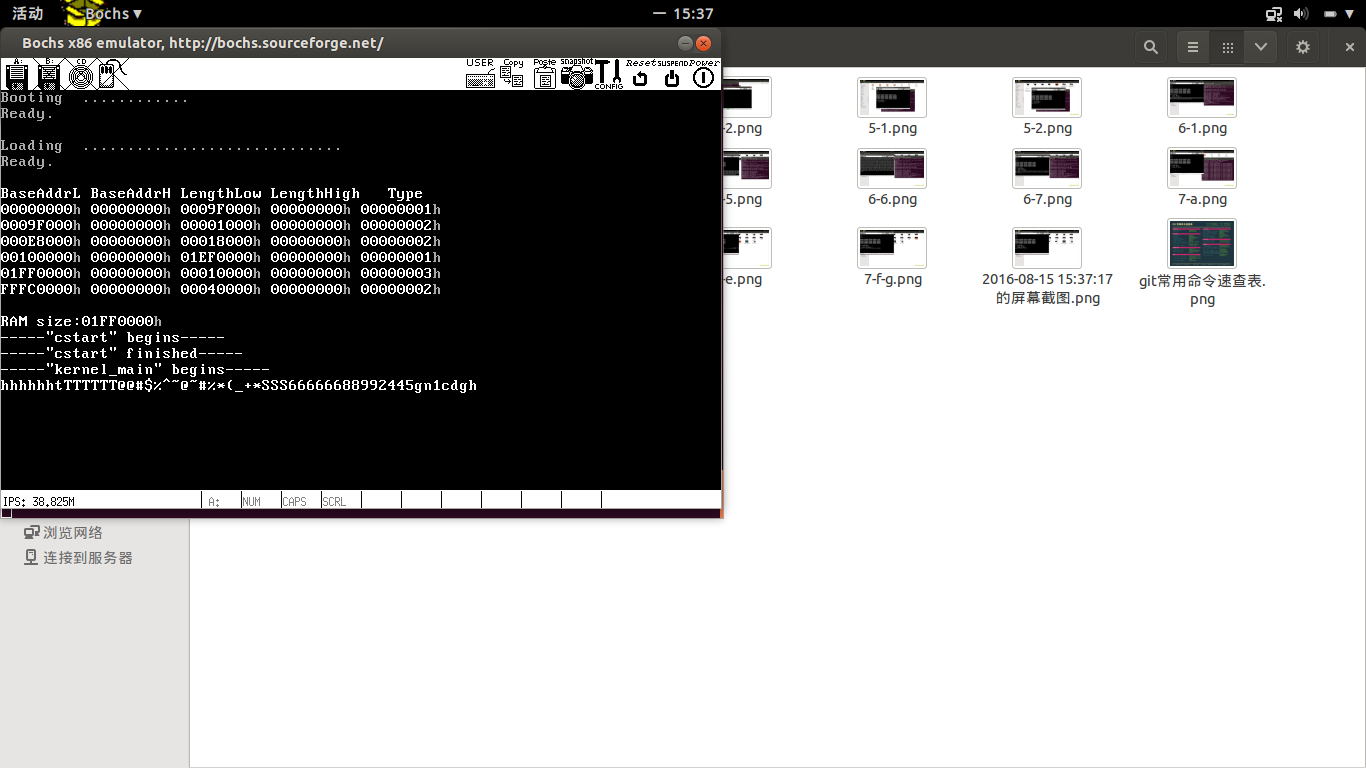 活动 Bochs ▾ 一 15:37
Bochs x86 emulator, http://bochs.sourceforge.net/
A: B: CD USER Copy Paste Snapshot CONFIG Reset SUSPEND Power
Booting ............
Ready.
Loading .............................
Ready.
BaseAddrL BaseAddrH LengthLow LengthHigh Type
00000000h 00000000h 0009F000h 00000000h 00000001h
0009F000h 00000000h 00001000h 00000000h 00000002h
000E8000h 00000000h 00018000h 00000000h 00000002h
00100000h 00000000h 01EF0000h 00000000h 00000001h
01FF0000h 00000000h 00010000h 00000000h 00000003h
FFFC0000h 00000000h 00040000h 00000000h 00000002h
RAM size:01FF0000h
-----"cstart" begins-----
-----"cstart" finished-----
-----"kernel_main" begins-----
hhhhhhtTTTTTT@@#$%^~@~#%*(_+*SSS66666688992445gn1cdgh
IPS: 38.825M A: NUM CAPS SCRL
-2.png 5-1.png 5-2.png 6-1.png
-5.png 6-6.png 6-7.png 7-a.png
-e.png 7-f-g.png 2016-08-15 15:37:17 的屏幕截图.png git常用命令速查表.png
浏览网络
连接到服务器